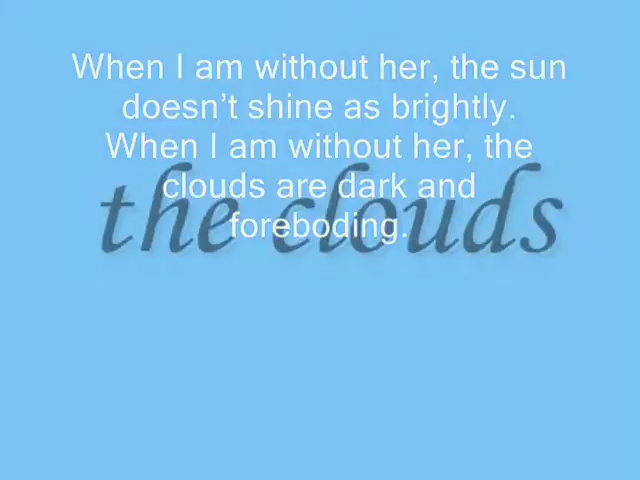 When I am without her, the sun
doesn’t shine as brightly.
When I am without her, the
clouds are dark and
foreboding.
the clouds